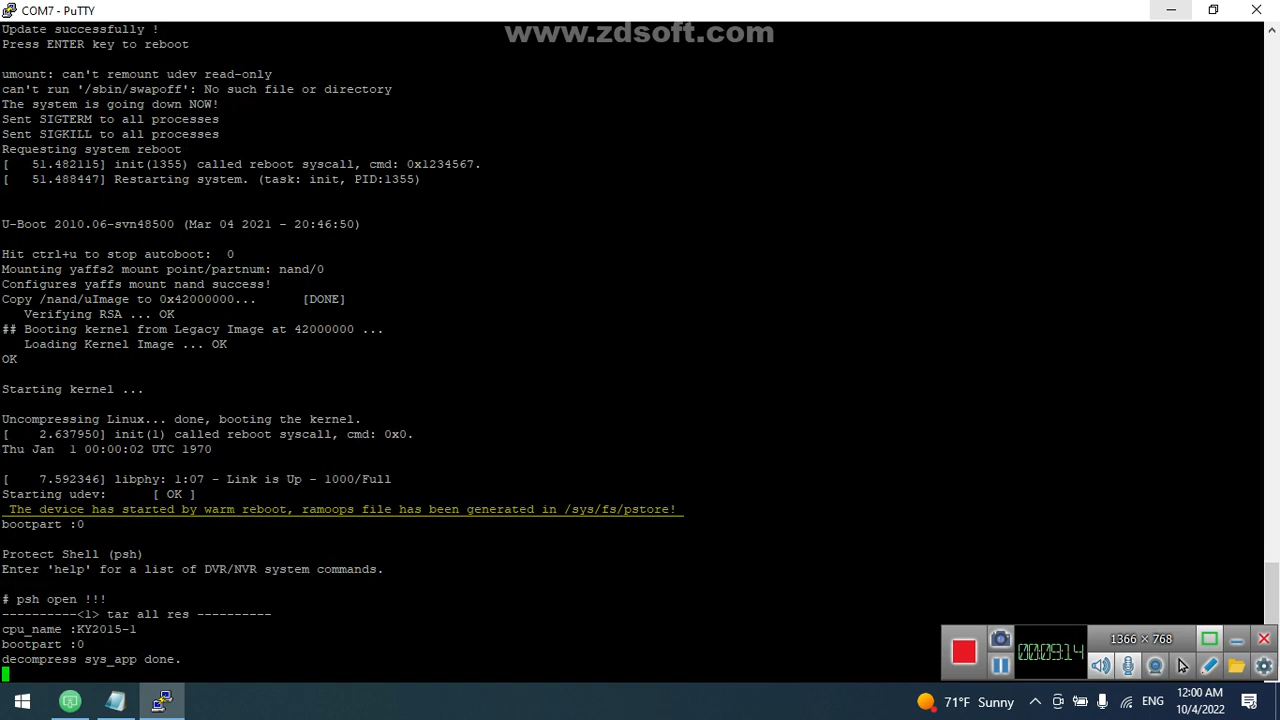 COM7 - PuTTY
www.zdsoft.com
Update successfully !
Press ENTER key to reboot
umount: can't remount udev read-only
can't run '/sbin/swapoff': No such file or directory
The system is going down NOW!
Sent SIGTERM to all processes
Sent SIGKILL to all processes
Requesting system reboot
[   51.482115] init(1355) called reboot syscall, cmd: 0x1234567.
[   51.488447] Restarting system. (task: init, PID:1355)
U-Boot 2010.06-svn48500 (Mar 04 2021 - 20:46:50)
Hit ctrl+u to stop autoboot:  0
Mounting yaffs2 mount point/partnum: nand/0
Configures yaffs mount nand success!
Copy /nand/uImage to 0x42000000...      [DONE]
Verifying RSA ... OK
## Booting kernel from Legacy Image at 42000000 ...
Loading Kernel Image ... OK
OK
Starting kernel ...
Uncompressing Linux... done, booting the kernel.
[    2.637950] init(1) called reboot syscall, cmd: 0x0.
Thu Jan  1 00:00:02 UTC 1970
[    7.592346] libphy: 1:07 - Link is Up - 1000/Full
Starting udev:      [ OK ]
The device has started by warm reboot, ramoops file has been generated in /sys/fs/pstore!
bootpart :0
Protect Shell (psh)
Enter 'help' for a list of DVR/NVR system commands.
# psh open !!!
----------<1> tar all res ----------
cpu_name :KY2015-1
bootpart :0
decompress sys_app done.
00:09:14
1366 × 768
71°F Sunny
ENG
12:00 AM
10/4/2022